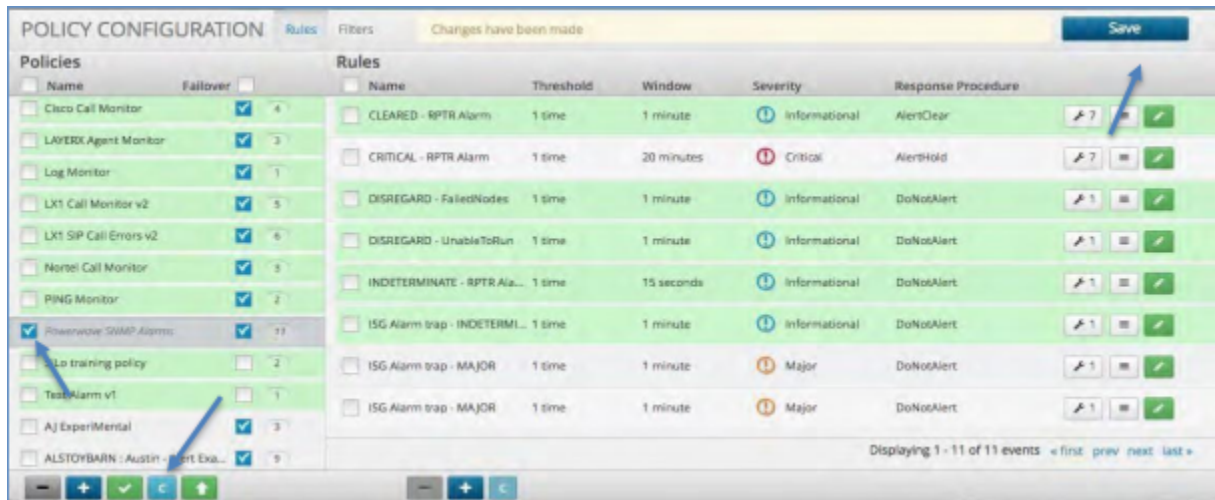 POLICY CONFIGURATION Rules Filters Changes have been made Save
Policies Rules
Name Failover Name Threshold Window Severity Response Procedure
Cisco Call Monitor 4
LAYERX Agent Monitor 3
Log Monitor 1
LX1 Call Monitor v2 5
LX1 SIP Call Errors v2 6
Nortel Call Monitor 3
PING Monitor 2
Powerwave SNMP Alarms 11
training policy 2
Alarm v1 1
AJ ExperiMental 3
ALSTOYBARN : Austin - Exa... 9
CLEARED - RPTR Alarm 1 time 1 minute Informational AlertClear 7
CRITICAL - RPTR Alarm 1 time 20 minutes Critical AlertHold 7
DISREGARD - FailedNodes 1 time 1 minute Informational DoNotAlert 1
DISREGARD - UnableToRun 1 time 1 minute Informational DoNotAlert 1
INDETERMINATE - RPTR Ala... 1 time 15 seconds Informational DoNotAlert 1
ISG Alarm trap - INDETERMI... 1 time 1 minute Informational DoNotAlert 1
ISG Alarm trap - MAJOR 1 time 1 minute Major DoNotAlert 1
ISG Alarm trap - MAJOR 1 time 1 minute Major DoNotAlert 1
Displaying 1 - 11 of 11 events « first prev next last »
C C